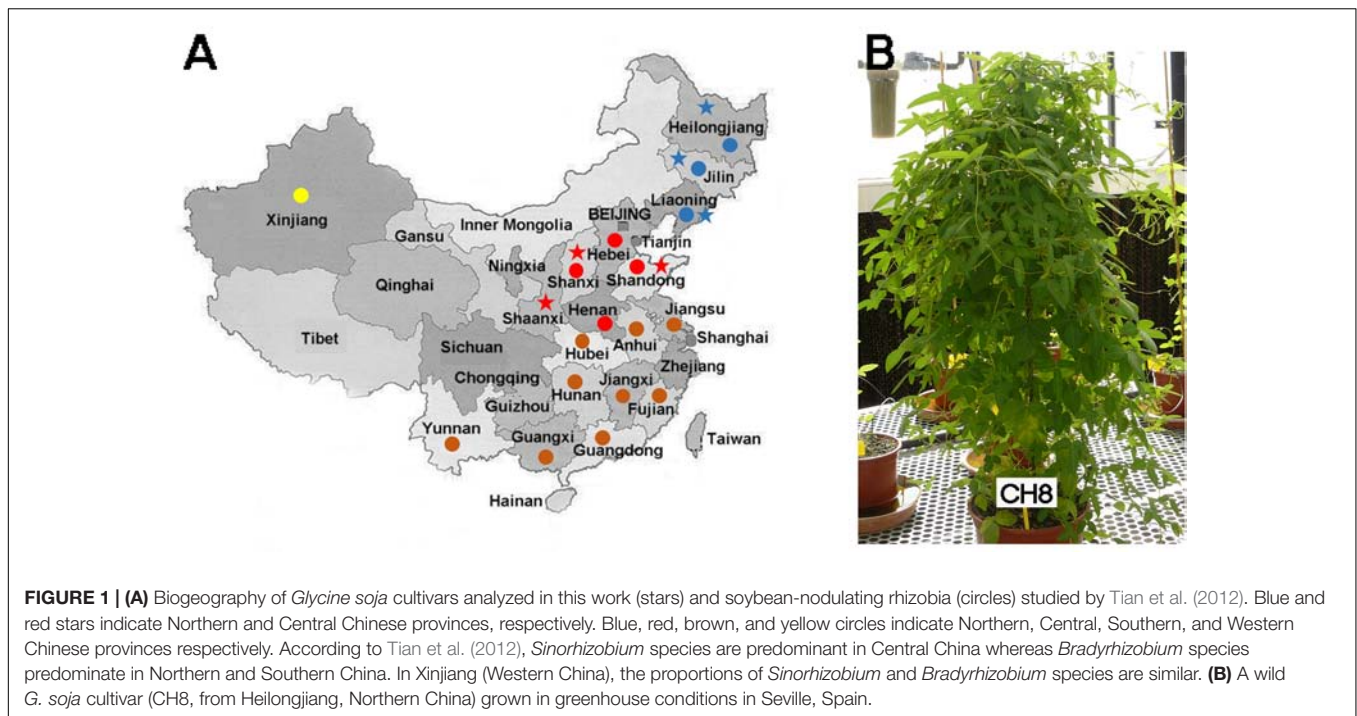 A
B
Heilongjiang
Jilin
Liaoning
BEIJING
Xinjiang
Inner Mongolia
Tianjin
Gansu
Hebei
Ningxia
Shanxi
Shandong
Qinghai
Shaanxi
Henan
Jiangsu
Tibet
Sichuan
Hubei
Anhui
Shanghai
Zhejiang
Chongqing
Hunan
Jiangxi
Guizhou
Fujian
Yunnan
Guangxi
Guangdong
Taiwan
Hainan
CH8
FIGURE 1 | (A) Biogeography of Glycine soja cultivars analyzed in this work (stars) and soybean-nodulating rhizobia (circles) studied by Tian et al. (2012). Blue and
red stars indicate Northern and Central Chinese provinces, respectively. Blue, red, brown, and yellow circles indicate Northern, Central, Southern, and Western
Chinese provinces respectively. According to Tian et al. (2012), Sinorhizobium species are predominant in Central China whereas Bradyrhizobium species
predominate in Northern and Southern China. In Xinjiang (Western China), the proportions of Sinorhizobium and Bradyrhizobium species are similar. (B) A wild
G. soja cultivar (CH8, from Heilongjiang, Northern China) grown in greenhouse conditions in Seville, Spain.